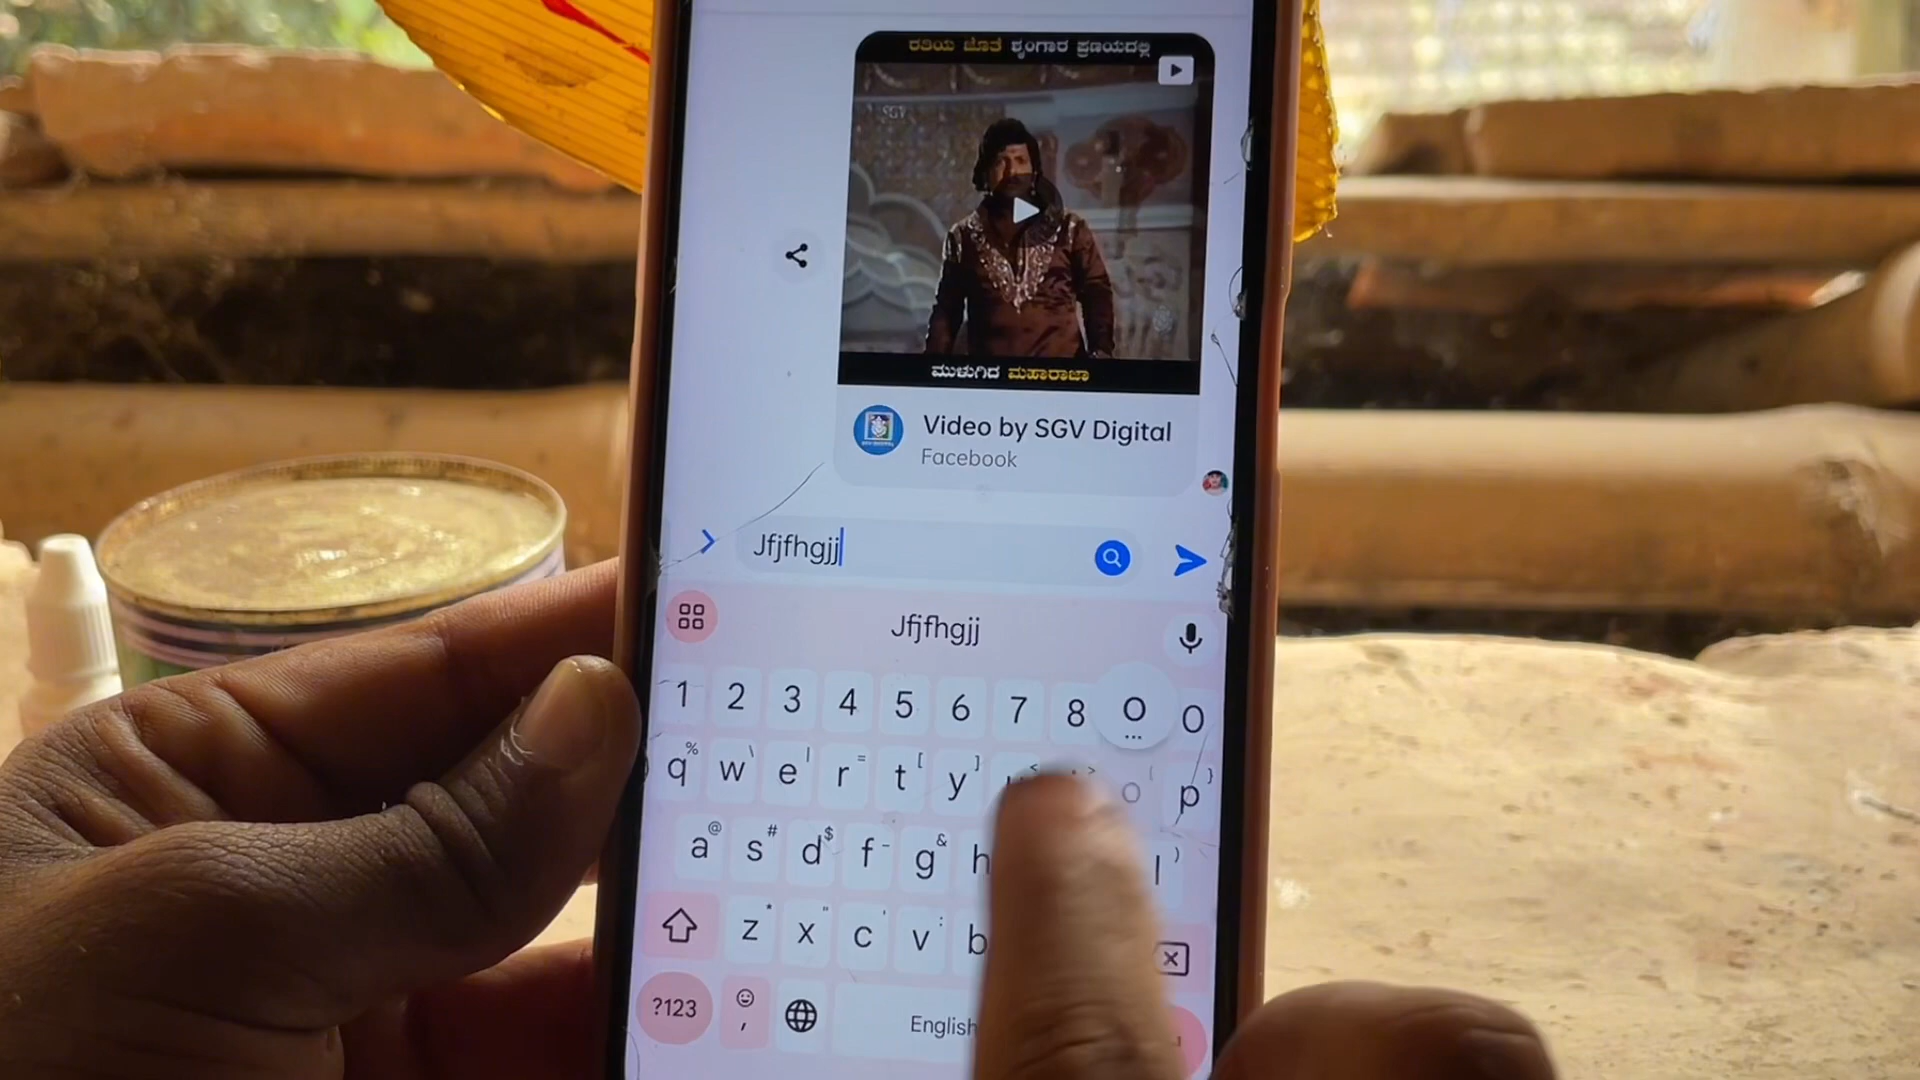 ರತಿಯ ಜೊತೆ ಶೃಂಗಾರ ಪ್ರಣಯದಲ್ಲಿ
SGV
ಮುಳುಗಿದ ಮಹಾರಾಜಾ
Video by SGV Digital
Facebook
Jfjfhgjj
Jfjfhgjj
1 2 3 4 5 6 7 8 o 0
q w e r t y o p
% \ | = [ ] < > { }
a s d f g h l
@ # $ - & )
z x c v b
* " ' :
?123 , English